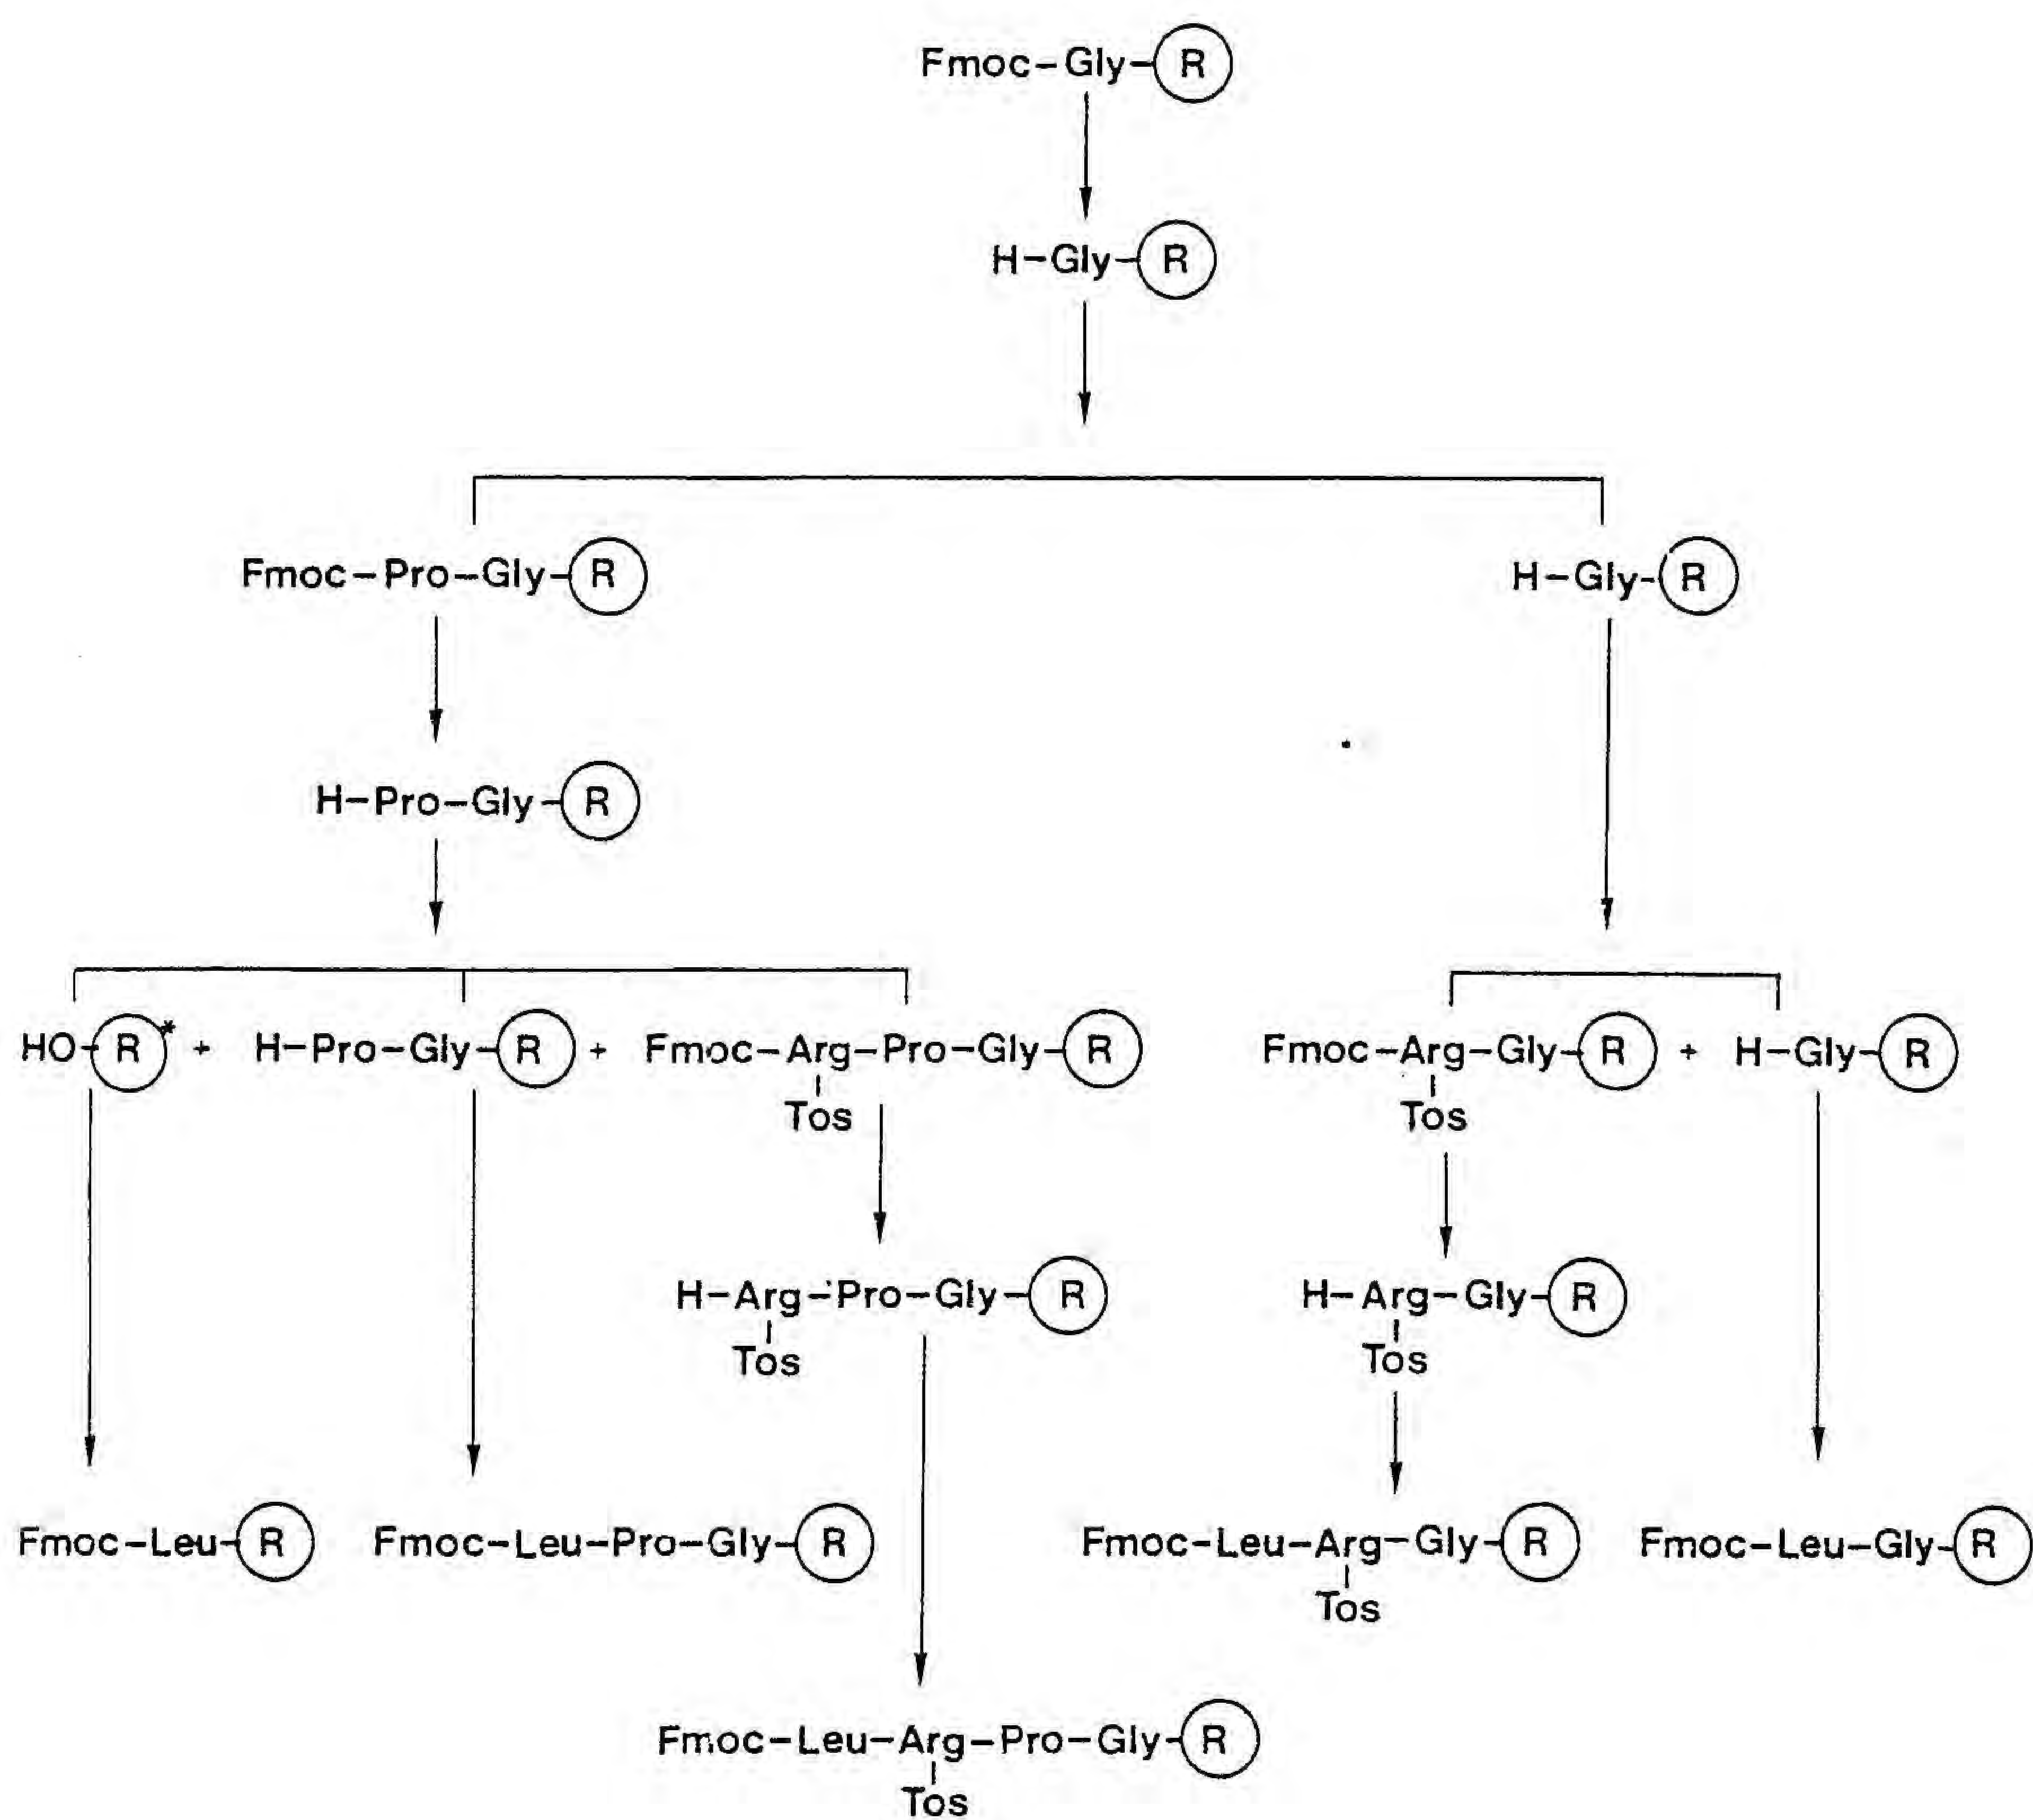 Fmoc-Gly-R
H-Gly-R
Fmoc-Pro-Gly-R
H-Gly-R
H-Pro-Gly-R
HO-R* + H-Pro-Gly-R + Fmoc-Arg-Pro-Gly-R
Tos
Fmoc-Arg-Gly-R + H-Gly-R
Tos
H-Arg-Pro-Gly-R
Tos
H-Arg-Gly-R
Tos
Fmoc-Leu-R
Fmoc-Leu-Pro-Gly-R
Fmoc-Leu-Arg-Gly-R
Tos
Fmoc-Leu-Gly-R
Fmoc-Leu-Arg-Pro-Gly-R
Tos